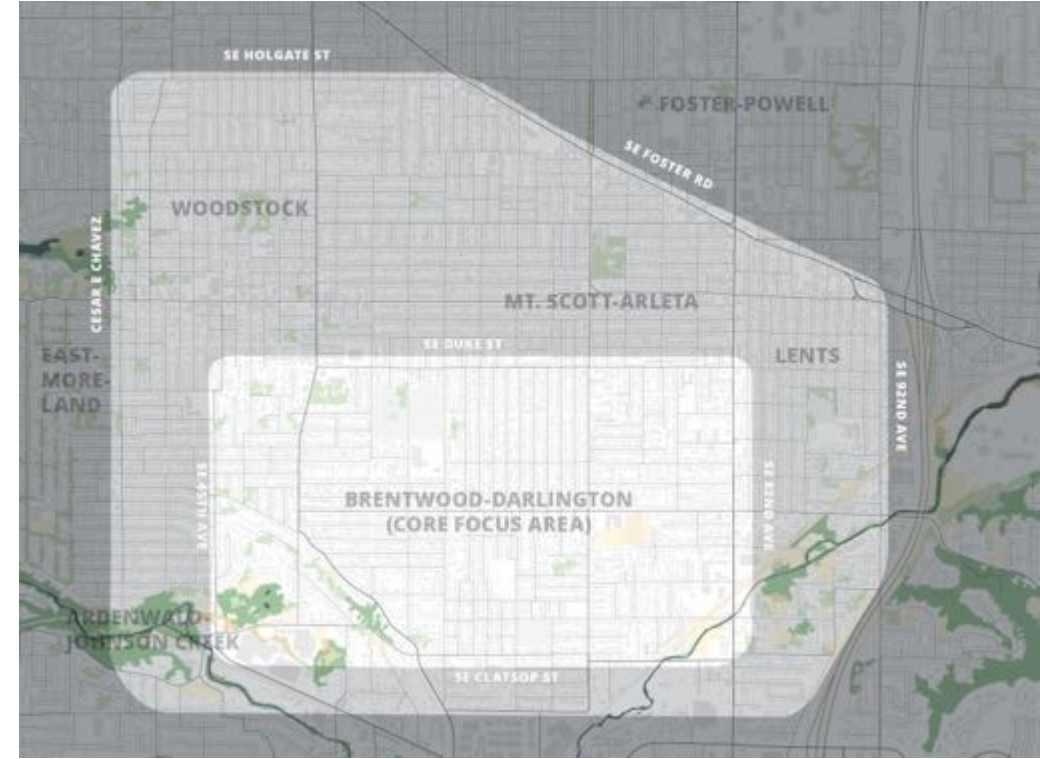 SE HOLGATE ST
FOSTER-POWELL
SE FOSTER RD
WOODSTOCK
CESAR E CHAVEZ
MT. SCOTT-ARLETA
SE DUKE ST
EAST-
MORE-
LAND
LENTS
SE 92ND AVE
SE 45TH AVE
SE 82ND AVE
BRENTWOOD-DARLINGTON
(CORE FOCUS AREA)
ARDENWALD-
JOHNSON CREEK
SE CLATSOP ST